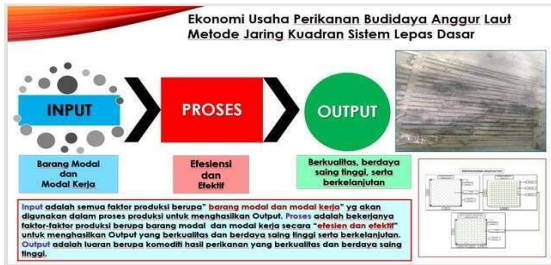 Ekonomi Usaha Perikanan Budidaya Anggur Laut
Metode Jaring Kuadran Sistem Lepas Dasar
INPUT
PROSES
OUTPUT
Barang Modal
dan
Modal Kerja
Efesiensi
dan
Efektif
Berkualitas, berdaya
saing tinggi, serta
berkelanjutan
Input adalah semua faktor produksi berupa" barang modal dan modal kerja" yg akan
digunakan dalam proses produksi untuk menghasilkan Output. Proses adalah bekerjanya
faktor-faktor produksi berupa barang modal dan modal kerja secara "efesien dan efektif"
untuk menghasilkan Output yang berkualitas dan berdaya saing tinggi serta berkelanjutan.
Output adalah luaran berupa komoditi hasil perikanan yang berkualitas dan berdaya saing
tinggi.